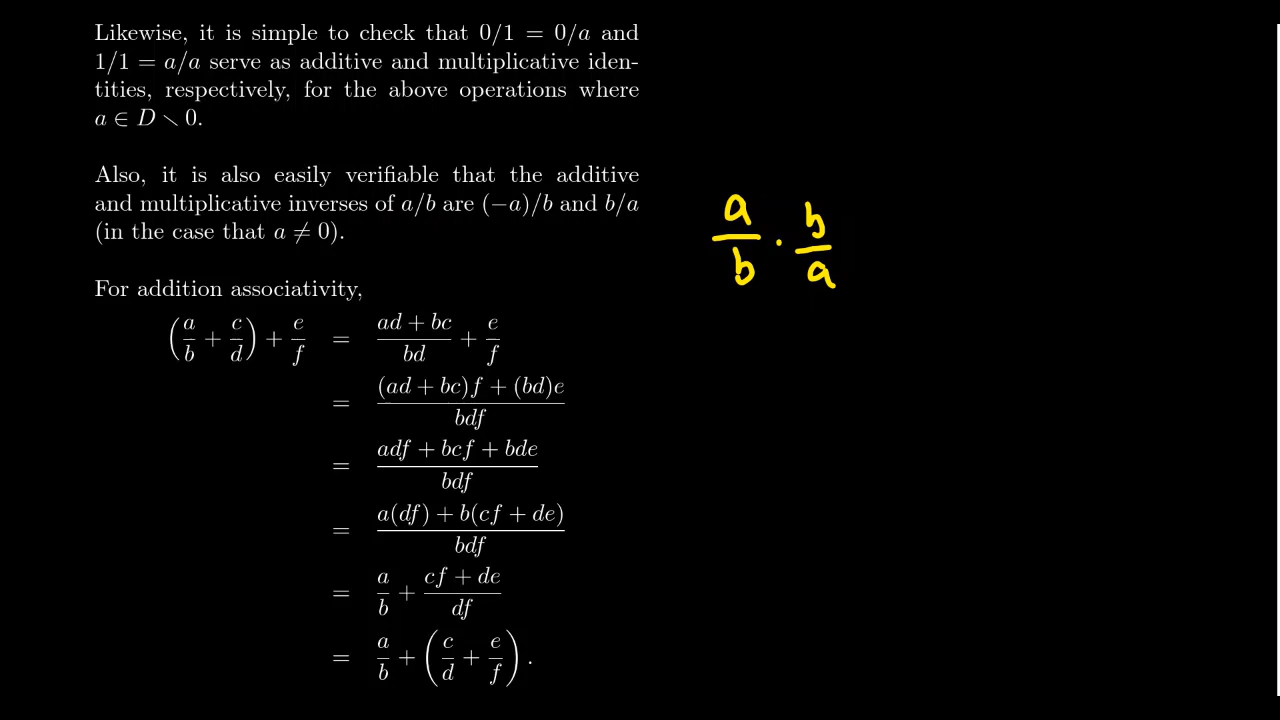 Likewise, it is simple to check that 0/1 = 0/a and
1/1 = a/a serve as additive and multiplicative iden-
tities, respectively, for the above operations where
a ∈ D ∖ 0.
Also, it is also easily verifiable that the additive
and multiplicative inverses of a/b are (−a)/b and b/a
(in the case that a ≠ 0).
For addition associativity,
(a/b + c/d) + e/f = (ad + bc)/bd + e/f
= ((ad + bc)f + (bd)e)/bdf
= (adf + bcf + bde)/bdf
= (a(df) + b(cf + de))/bdf
= a/b + (cf + de)/df
= a/b + (c/d + e/f).
a/b · b/a